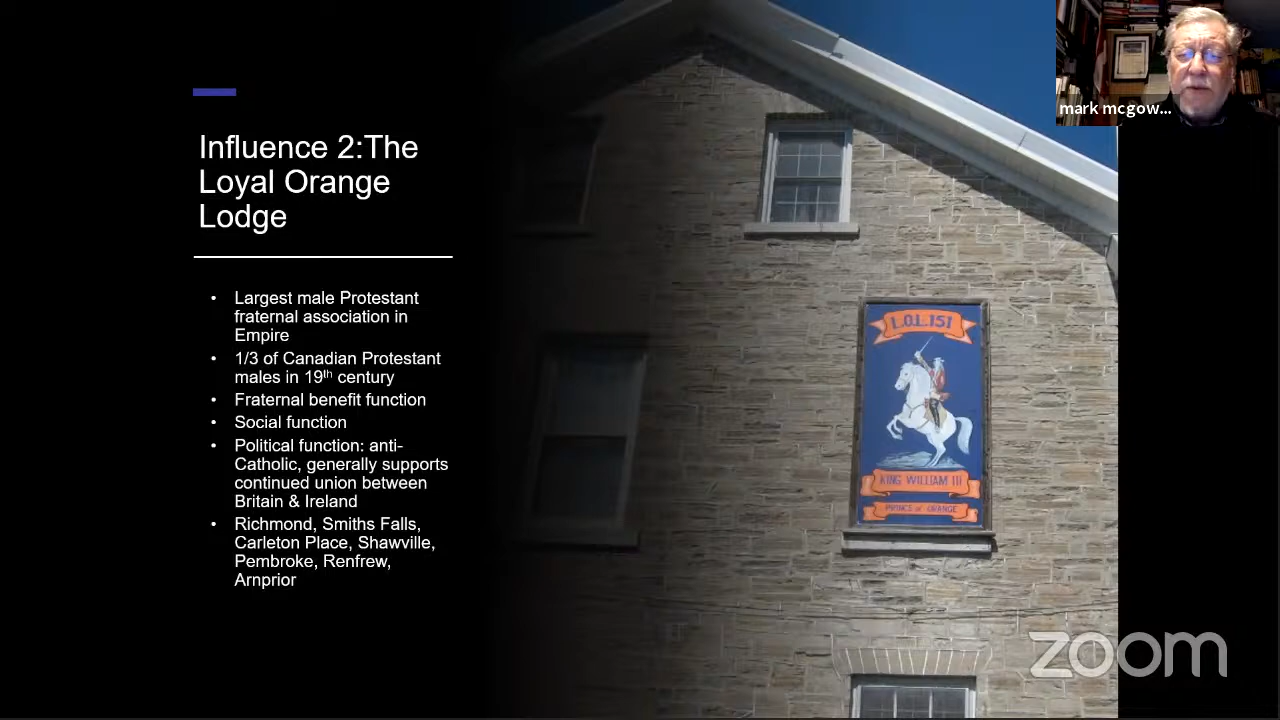 mark mcgow...
Influence 2:The
Loyal Orange
Lodge
• Largest male Protestant
fraternal association in
Empire
• 1/3 of Canadian Protestant
males in 19th century
• Fraternal benefit function
• Social function
• Political function: anti-
Catholic, generally supports
continued union between
Britain & Ireland
• Richmond, Smiths Falls,
Carleton Place, Shawville,
Pembroke, Renfrew,
Arnprior
L.O.L.151
KING WILLIAM III
PRINCE OF ORANGE
zoom